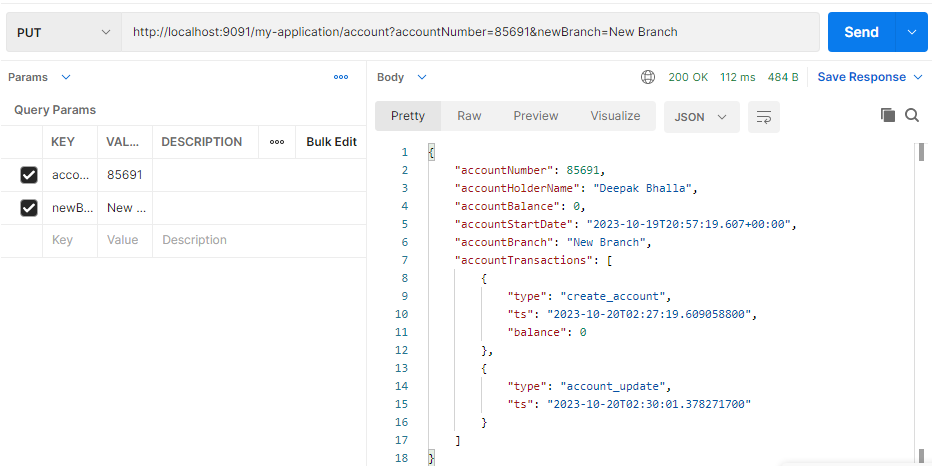 PUT http://localhost:9091/my-application/account?accountNumber=85691&newBranch=New Branch Send
Params
Query Params
KEY VAL... DESCRIPTION Bulk Edit
acco... 85691
newB... New ...
Key Value Description
Body 200 OK 112 ms 484 B Save Response
Pretty Raw Preview Visualize JSON
1 {
2 "accountNumber": 85691,
3 "accountHolderName": "Deepak Bhalla",
4 "accountBalance": 0,
5 "accountStartDate": "2023-10-19T20:57:19.607+00:00",
6 "accountBranch": "New Branch",
7 "accountTransactions": [
8 {
9 "type": "create_account",
10 "ts": "2023-10-20T02:27:19.609058800",
11 "balance": 0
12 },
13 {
14 "type": "account_update",
15 "ts": "2023-10-20T02:30:01.378271700"
16 }
17 ]
18 }